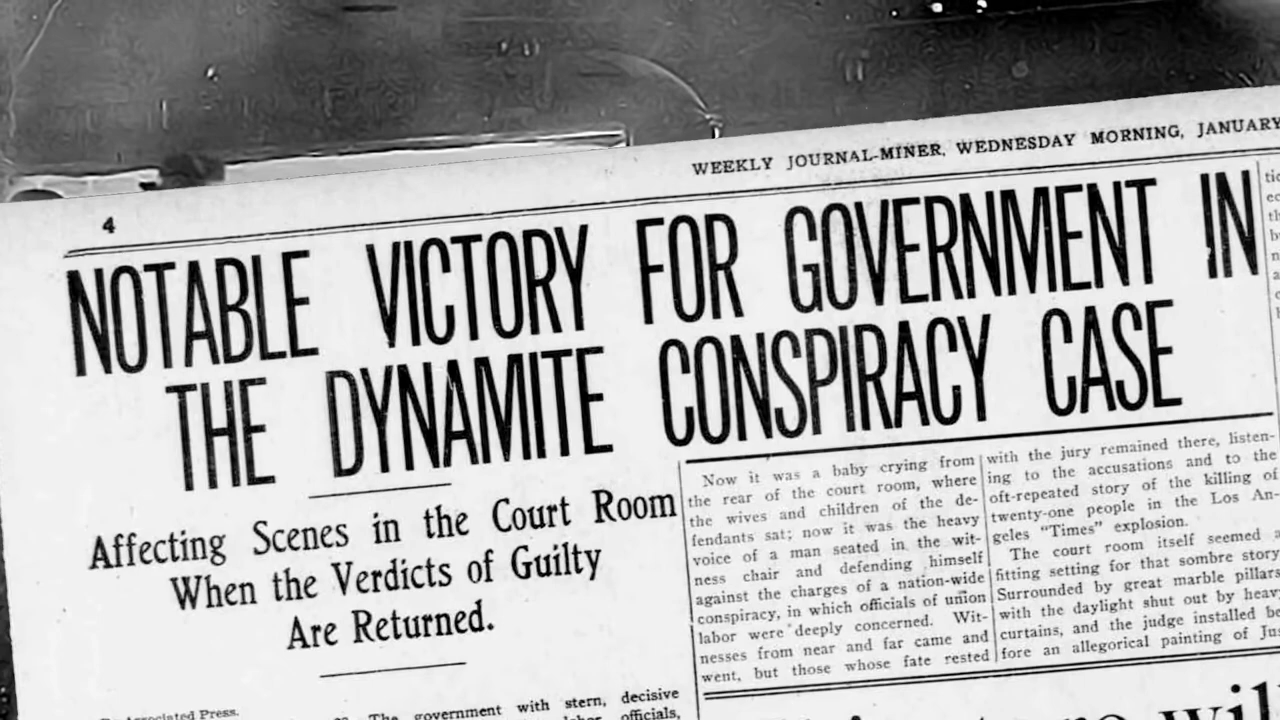 WEEKLY JOURNAL-MINER, WEDNESDAY MORNING, JANUARY
4
NOTABLE VICTORY FOR GOVERNMENT IN
THE DYNAMITE CONSPIRACY CASE
Affecting Scenes in the Court Room
When the Verdicts of Guilty
Are Returned.
Associated Press.
The government with stern, decisive
officials,
Now it was a baby crying from
the rear of the court room, where
the wives and children of the de-
fendants sat; now it was the heavy
voice of a man seated in the wit-
ness chair and defending himself
against the charges of a nation-wide
conspiracy, in which officials of union
labor were deeply concerned. Wit-
nesses from near and far came and
went, but those whose fate rested
with the jury remained there, listen-
ing to the accusations and to the
oft-repeated story of the killing of
twenty-one people in the Los An-
geles "Times" explosion.
The court room itself seemed a
fitting setting for that sombre story
Surrounded by great marble pillars
with the daylight shut out by heavy
curtains, and the judge installed be
fore an allegorical painting of Jus